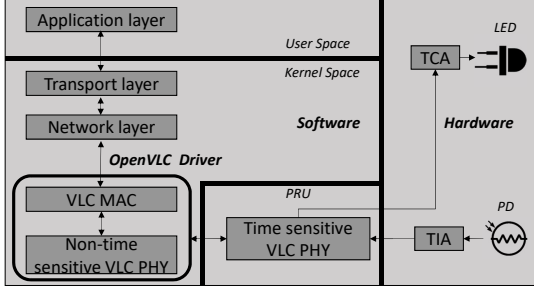 Application layer
User Space
LED
TCA
Kernel Space
Transport layer
Network layer
Software
Hardware
OpenVLC Driver
VLC MAC
PRU
PD
Non-time
sensitive VLC PHY
Time sensitive
VLC PHY
TIA